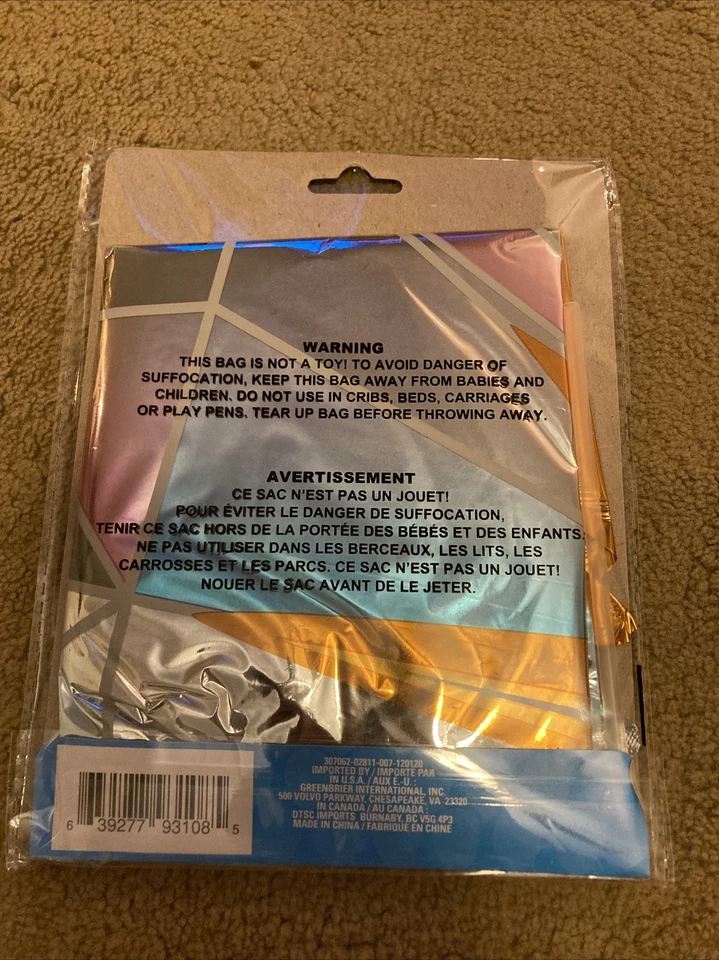 WARNING
THIS BAG IS NOT A TOY! TO AVOID DANGER OF
SUFFOCATION, KEEP THIS BAG AWAY FROM BABIES AND
CHILDREN. DO NOT USE IN CRIBS, BEDS, CARRIAGES
OR PLAY PENS. TEAR UP BAG BEFORE THROWING AWAY.
AVERTISSEMENT
CE SAC N'EST PAS UN JOUET!
POUR ÉVITER LE DANGER DE SUFFOCATION,
TENIR CE SAC HORS DE LA PORTÉE DES BÉBÉS ET DES ENFANTS.
NE PAS UTILISER DANS LES BERCEAUX, LES LITS, LES
CARROSSES ET LES PARCS. CE SAC N'EST PAS UN JOUET!
NOUER LE SAC AVANT DE LE JETER.
6 39277 93108 5
307062-02811-007-120120
IMPORTED BY / IMPORTÉ PAR
IN U.S.A. / AUX É.-U. :
GREENBRIER INTERNATIONAL, INC.
500 VOLVO PARKWAY, CHESAPEAKE, VA 23320
IN CANADA / AU CANADA :
DTSC IMPORTS BURNABY, BC V5G 4P3
MADE IN CHINA / FABRIQUÉ EN CHINE